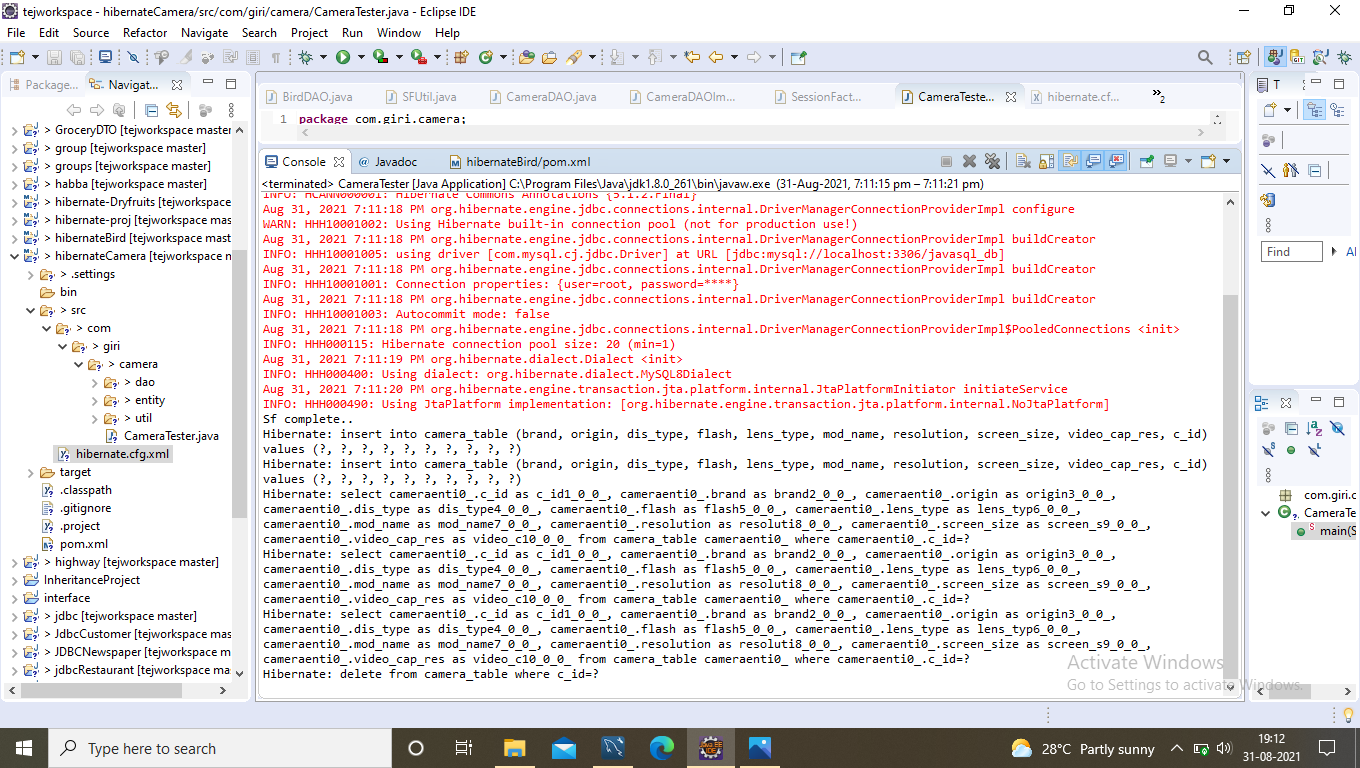 tejworkspace - hibernateCamera/src/com/giri/camera/CameraTester.java - Eclipse IDE
File Edit Source Refactor Navigate Search Project Run Window Help
Package... Navigat...
> GroceryDTO [tejworkspace master
> group [tejworkspace master]
> groups [tejworkspace master]
> habba [tejworkspace master]
> hibernate-Dryfruits [tejworkspace
> hibernate-proj [tejworkspace mas
> hibernateBird [tejworkspace mast
> hibernateCamera [tejworkspace n
> .settings
bin
> src
> com
> giri
> camera
> dao
> entity
> util
CameraTester.java
hibernate.cfg.xml
target
.classpath
.gitignore
.project
pom.xml
> highway [tejworkspace master]
InheritanceProject
interface
> jdbc [tejworkspace master]
> JdbcCustomer [tejworkspace mas
> JDBCNewspaper [tejworkspace m
> jdbcRestaurant [tejworkspace ma
BirdDAO.java SFUtil.java CameraDAO.java CameraDAOIm... SessionFact... CameraTeste... hibernate.cf... »2
1 package com.giri.camera;
Console @ Javadoc hibernateBird/pom.xml
<terminated> CameraTester [Java Application] C:\Program Files\Java\jdk1.8.0_261\bin\javaw.exe (31-Aug-2021, 7:11:15 pm – 7:11:21 pm)
INFO: HCANN000001: Hibernate Commons Annotations {5.1.2.Final}
Aug 31, 2021 7:11:18 PM org.hibernate.engine.jdbc.connections.internal.DriverManagerConnectionProviderImpl configure
WARN: HHH10001002: Using Hibernate built-in connection pool (not for production use!)
Aug 31, 2021 7:11:18 PM org.hibernate.engine.jdbc.connections.internal.DriverManagerConnectionProviderImpl buildCreator
INFO: HHH10001005: using driver [com.mysql.cj.jdbc.Driver] at URL [jdbc:mysql://localhost:3306/javasql_db]
Aug 31, 2021 7:11:18 PM org.hibernate.engine.jdbc.connections.internal.DriverManagerConnectionProviderImpl buildCreator
INFO: HHH10001001: Connection properties: {user=root, password=****}
Aug 31, 2021 7:11:18 PM org.hibernate.engine.jdbc.connections.internal.DriverManagerConnectionProviderImpl buildCreator
INFO: HHH10001003: Autocommit mode: false
Aug 31, 2021 7:11:18 PM org.hibernate.engine.jdbc.connections.internal.DriverManagerConnectionProviderImpl$PooledConnections <init>
INFO: HHH000115: Hibernate connection pool size: 20 (min=1)
Aug 31, 2021 7:11:19 PM org.hibernate.dialect.Dialect <init>
INFO: HHH000400: Using dialect: org.hibernate.dialect.MySQL8Dialect
Aug 31, 2021 7:11:20 PM org.hibernate.engine.transaction.jta.platform.internal.JtaPlatformInitiator initiateService
INFO: HHH000490: Using JtaPlatform implementation: [org.hibernate.engine.transaction.jta.platform.internal.NoJtaPlatform]
Sf complete..
Hibernate: insert into camera_table (brand, origin, dis_type, flash, lens_type, mod_name, resolution, screen_size, video_cap_res, c_id)
values (?, ?, ?, ?, ?, ?, ?, ?, ?, ?)
Hibernate: insert into camera_table (brand, origin, dis_type, flash, lens_type, mod_name, resolution, screen_size, video_cap_res, c_id)
values (?, ?, ?, ?, ?, ?, ?, ?, ?, ?)
Hibernate: select cameraenti0_.c_id as c_id1_0_0_, cameraenti0_.brand as brand2_0_0_, cameraenti0_.origin as origin3_0_0_,
cameraenti0_.dis_type as dis_type4_0_0_, cameraenti0_.flash as flash5_0_0_, cameraenti0_.lens_type as lens_typ6_0_0_,
cameraenti0_.mod_name as mod_name7_0_0_, cameraenti0_.resolution as resoluti8_0_0_, cameraenti0_.screen_size as screen_s9_0_0_,
cameraenti0_.video_cap_res as video_c10_0_0_ from camera_table cameraenti0_ where cameraenti0_.c_id=?
Hibernate: select cameraenti0_.c_id as c_id1_0_0_, cameraenti0_.brand as brand2_0_0_, cameraenti0_.origin as origin3_0_0_,
cameraenti0_.dis_type as dis_type4_0_0_, cameraenti0_.flash as flash5_0_0_, cameraenti0_.lens_type as lens_typ6_0_0_,
cameraenti0_.mod_name as mod_name7_0_0_, cameraenti0_.resolution as resoluti8_0_0_, cameraenti0_.screen_size as screen_s9_0_0_,
cameraenti0_.video_cap_res as video_c10_0_0_ from camera_table cameraenti0_ where cameraenti0_.c_id=?
Hibernate: select cameraenti0_.c_id as c_id1_0_0_, cameraenti0_.brand as brand2_0_0_, cameraenti0_.origin as origin3_0_0_,
cameraenti0_.dis_type as dis_type4_0_0_, cameraenti0_.flash as flash5_0_0_, cameraenti0_.lens_type as lens_typ6_0_0_,
cameraenti0_.mod_name as mod_name7_0_0_, cameraenti0_.resolution as resoluti8_0_0_, cameraenti0_.screen_size as screen_s9_0_0_,
cameraenti0_.video_cap_res as video_c10_0_0_ from camera_table cameraenti0_ where cameraenti0_.c_id=?
Hibernate: delete from camera_table where c_id=?
T
Find Al
com.giri.c
CameraTe
main(S
Activate Windows
Go to Settings to activate Windows.
Type here to search
28°C Partly sunny
19:12
31-08-2021